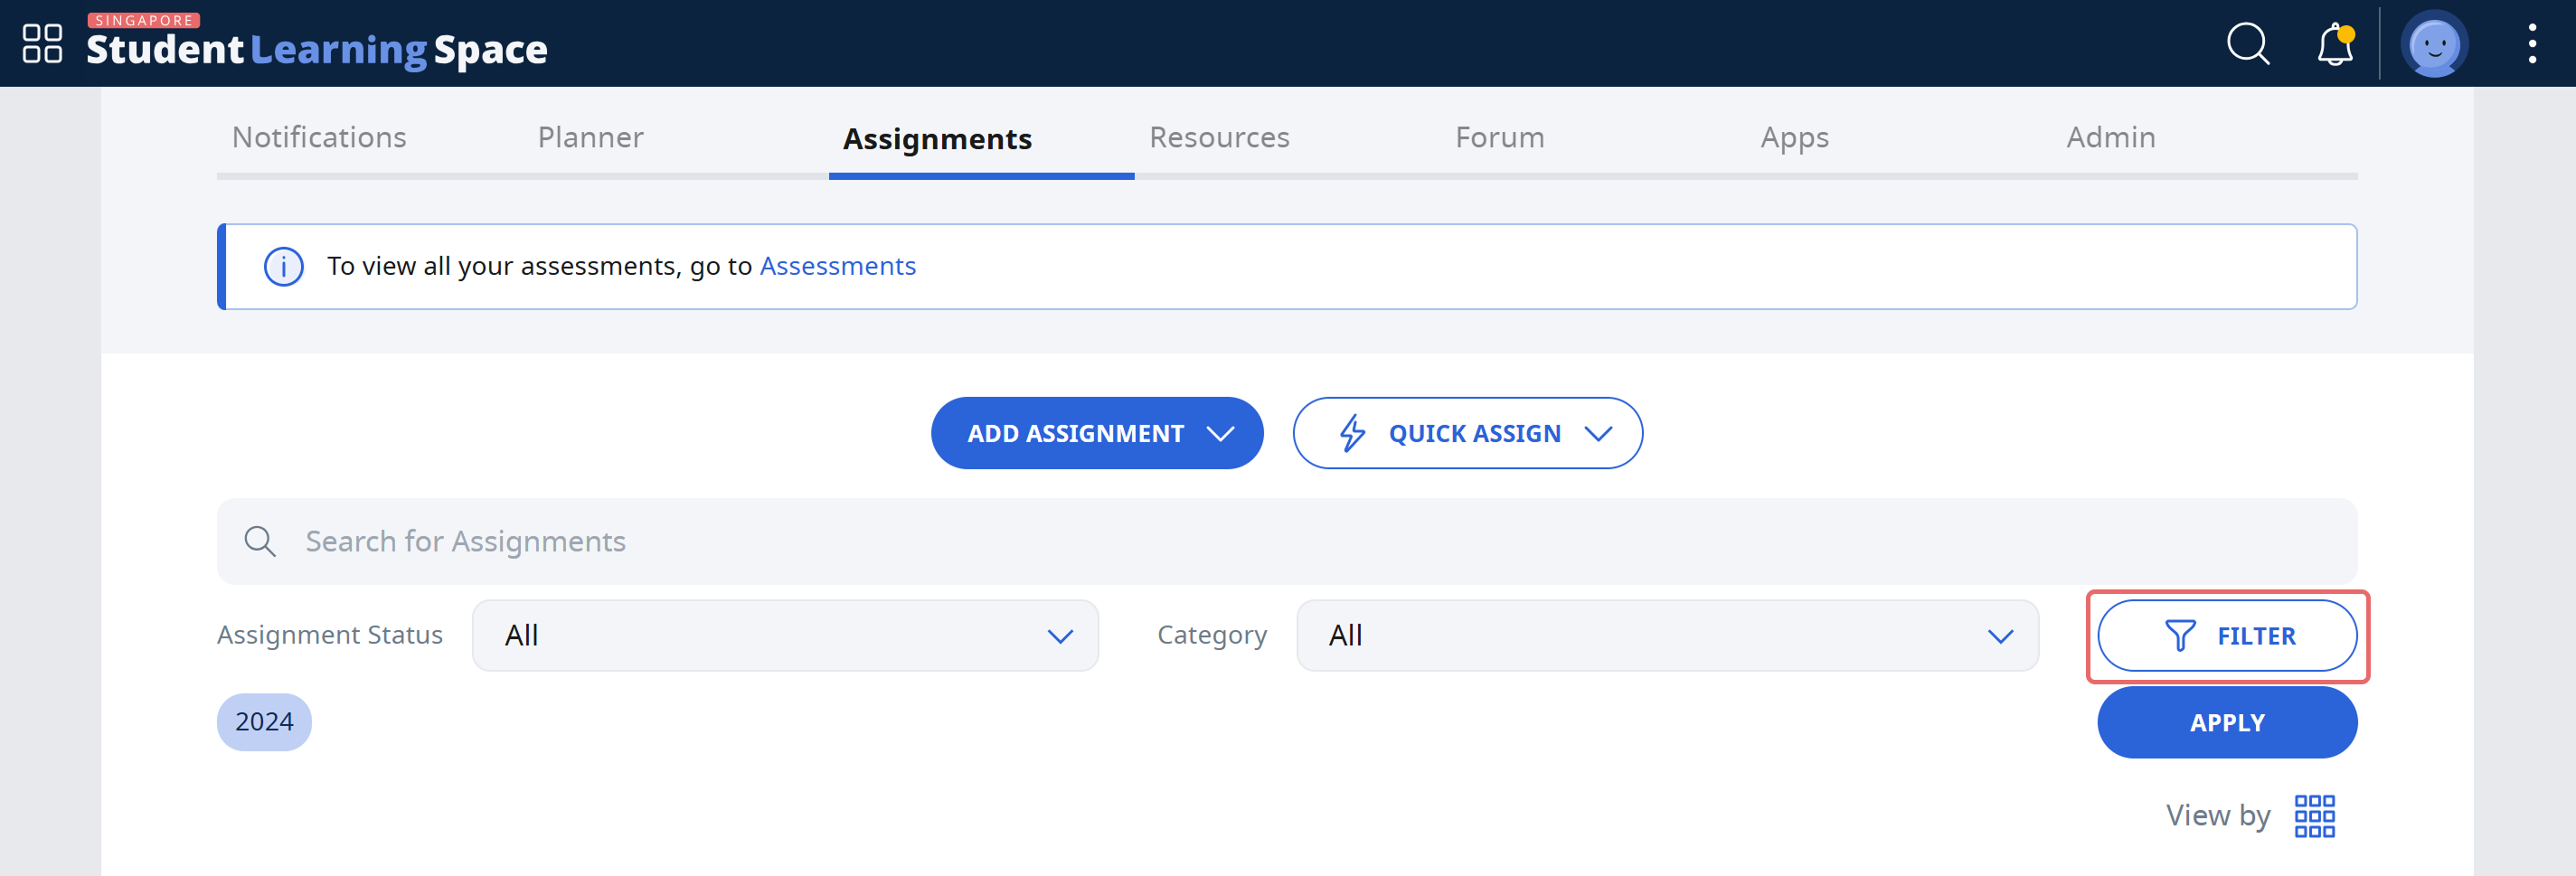 SINGAPORE
Student Learning Space
Notifications Planner Assignments Resources Forum Apps Admin
To view all your assessments, go to Assessments
ADD ASSIGNMENT QUICK ASSIGN
Search for Assignments
Assignment Status All Category All FILTER
2024 APPLY
View by